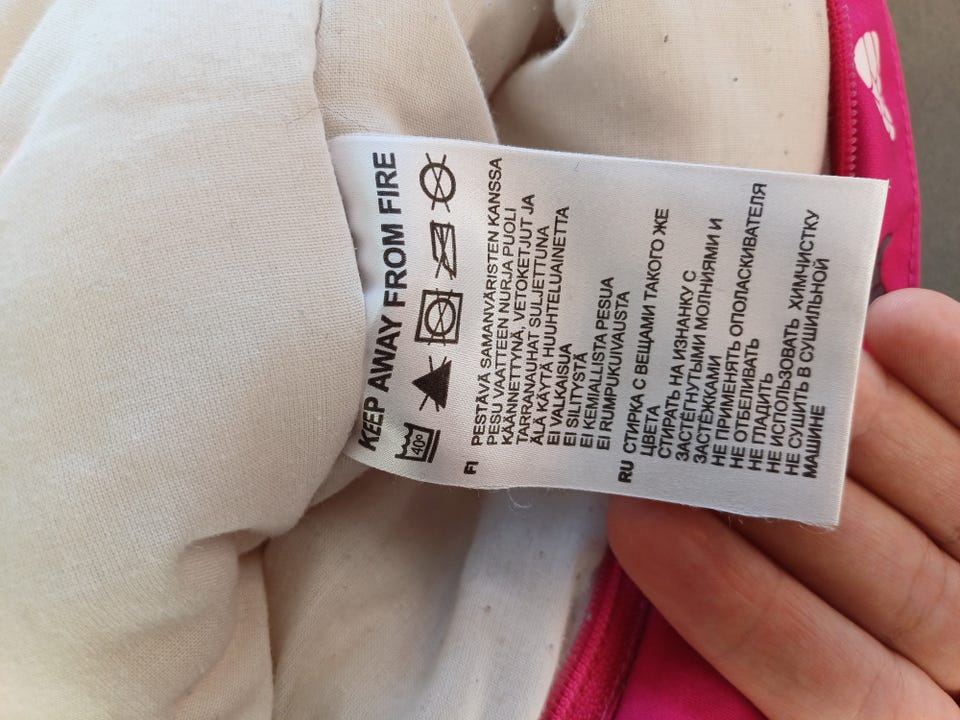 KEEP AWAY FROM FIRE
40°
FI PESTÄVÄ SAMANVÄRISTEN KANSSA
PESU VAATTEEN NURJA PUOLI
KÄÄNNETTYNÄ, VETOKETJUT JA
TARRANAUHAT SULJETTUNA
ÄLÄ KÄYTÄ HUUHTELUAINETTA
EI VALKAISUA
EI SILITYSTÄ
EI KEMIALLISTA PESUA
EI RUMPUKUIVAUSTA
RU СТИРКА С ВЕЩАМИ ТАКОГО ЖЕ
ЦВЕТА
СТИРАТЬ НА ИЗНАНКУ С
ЗАСТЁГНУТЫМИ МОЛНИЯМИ И
ЗАСТЁЖКАМИ
НЕ ПРИМЕНЯТЬ ОПОЛАСКИВАТЕЛЯ
НЕ ОТБЕЛИВАТЬ
НЕ ГЛАДИТЬ
НЕ ИСПОЛЬЗОВАТЬ ХИМЧИСТКУ
НЕ СУШИТЬ В СУШИЛЬНОЙ
МАШИНЕ